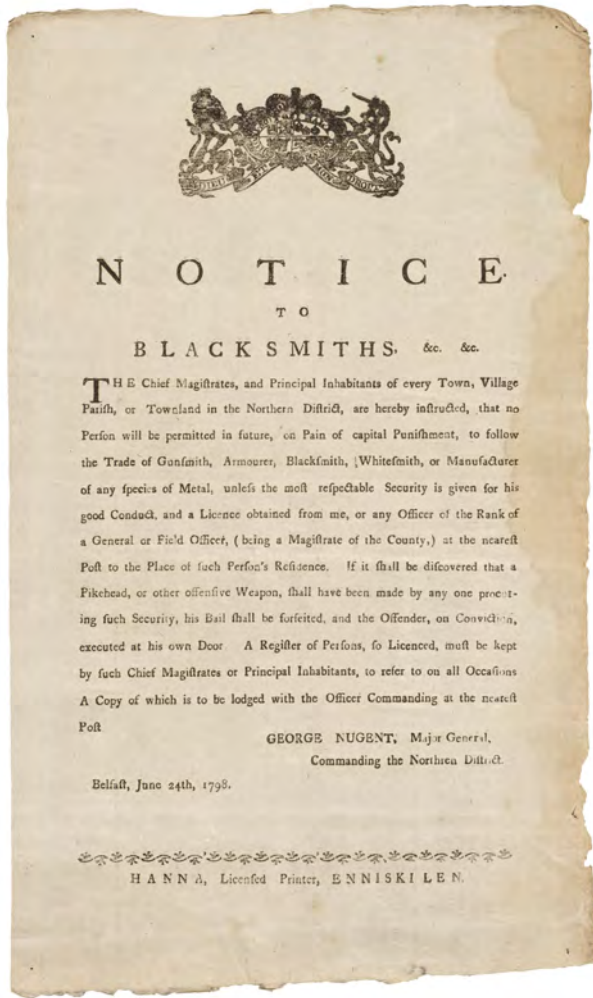 DIEU ET MON DROIT
NOTICE.
TO
BLACKSMITHS, &c. &c.
THE Chief Magiſtrates, and Principal Inhabitants of every Town, Village
Pariſh, or Townland in the Northern Diſtrict, are hereby inſtructed, that no
Perſon will be permitted in future, on Pain of capital Puniſhment, to follow
the Trade of Gunſmith, Armourer, Blackſmith, Whiteſmith, or Manufacturer
of any ſpecies of Metal, unleſs the moſt reſpectable Security is given for his
good Conduct, and a Licence obtained from me, or any Officer of the Rank of
a General or Field Officer, (being a Magiſtrate of the County,) at the neareſt
Poſt to the Place of ſuch Perſon's Reſidence. If it ſhall be diſcovered that a
Pikehead, or other offenſive Weapon, ſhall have been made by any one procur-
ing ſuch Security, his Bail ſhall be forfeited, and the Offender, on Conviction,
executed at his own Door A Regiſter of Perſons, ſo Licenced, muſt be kept
by ſuch Chief Magiſtrates or Principal Inhabitants, to refer to on all Occaſions
A Copy of which is to be lodged with the Officer Commanding at the neareſt
Poſt
GEORGE NUGENT, Major General,
Commanding the Northren Diſtrict.
Belfaſt, June 24th, 1798.
HANNA, Licenſed Printer, ENNISKILLEN.